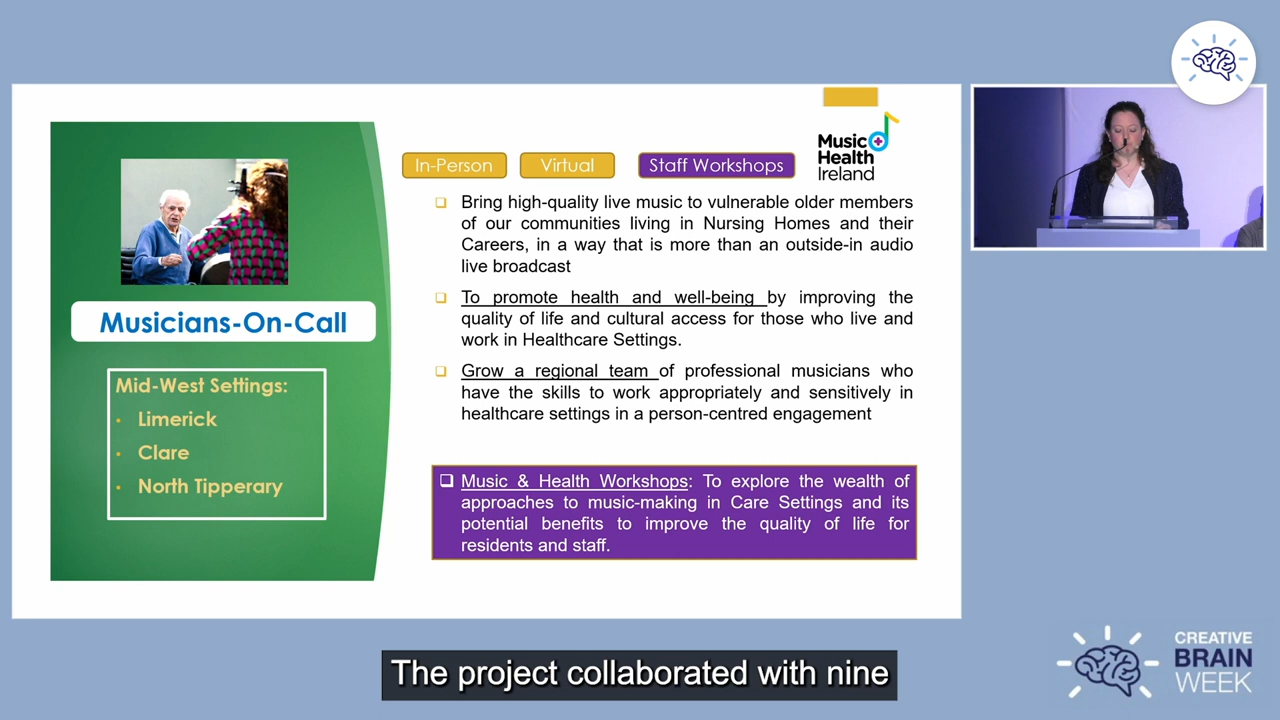 Music
Health
Ireland
In-Person
Virtual
Staff Workshops
Musicians-On-Call
Mid-West Settings:
• Limerick
• Clare
• North Tipperary
❑ Bring high-quality live music to vulnerable older members
of our communities living in Nursing Homes and their
Careers, in a way that is more than an outside-in audio
live broadcast
❑ To promote health and well-being by improving the
quality of life and cultural access for those who live and
work in Healthcare Settings.
❑ Grow a regional team of professional musicians who
have the skills to work appropriately and sensitively in
healthcare settings in a person-centred engagement
❑ Music & Health Workshops: To explore the wealth of
approaches to music-making in Care Settings and its
potential benefits to improve the quality of life for
residents and staff.
The project collaborated with nine
CREATIVE
BRAIN
WEEK